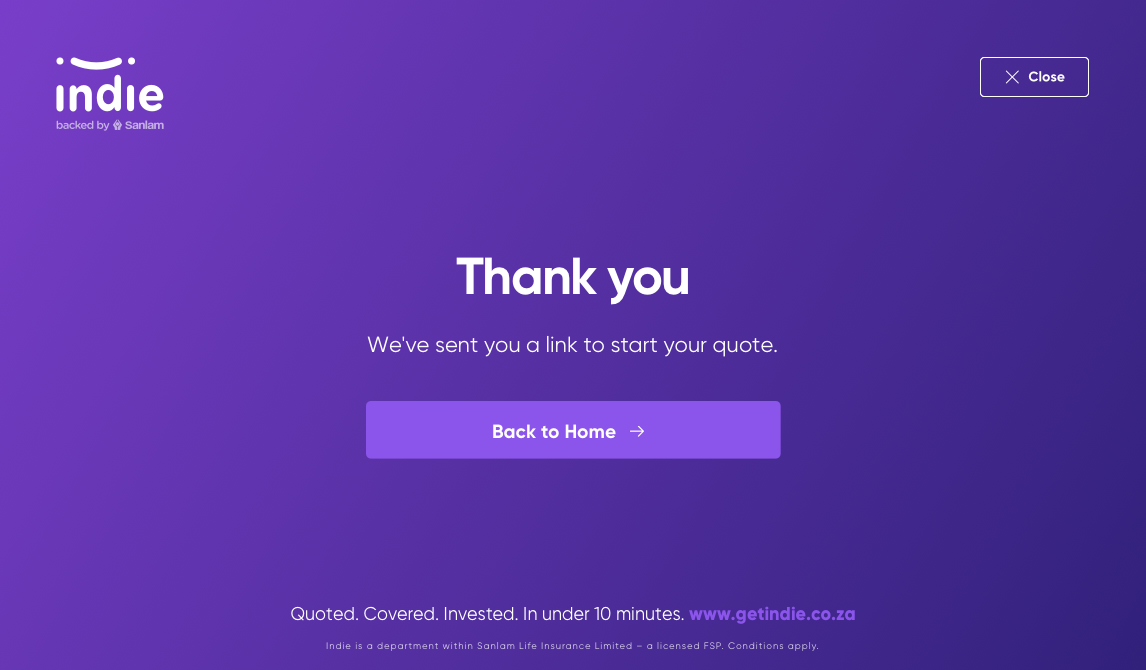 indie
backed by Sanlam
Close
Thank you
We've sent you a link to start your quote.
Back to Home
Quoted. Covered. Invested. In under 10 minutes. www.getindie.co.za
Indie is a department within Sanlam Life Insurance Limited – a licensed FSP. Conditions apply.